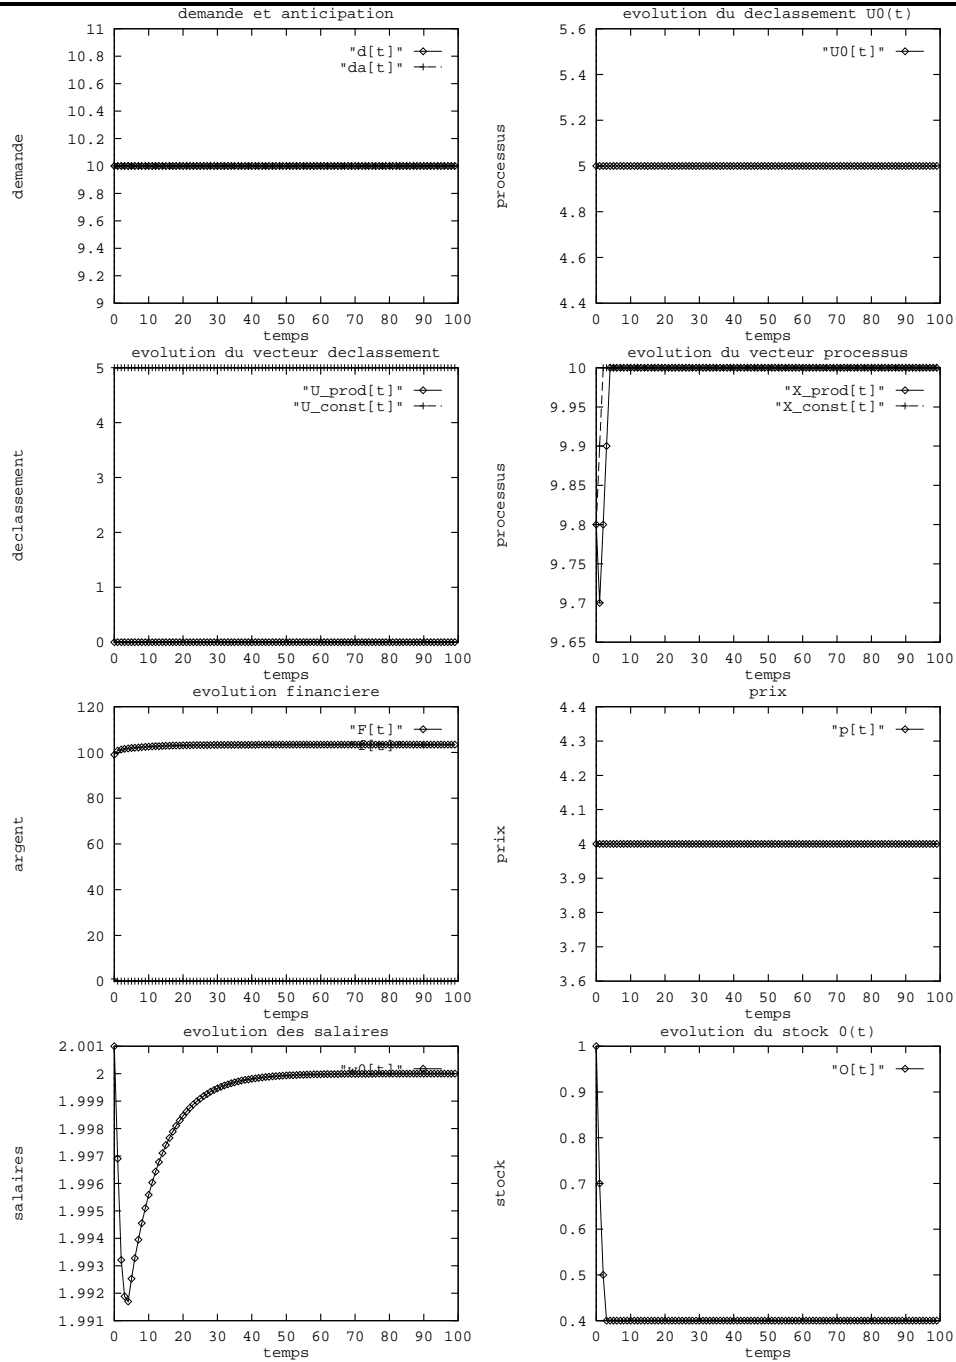 demande et anticipation
11
10.8
10.6
10.4
10.2
10
9.8
9.6
9.4
9.2
9
demande
"d[t]"
"da[t]"
0 10 20 30 40 50 60 70 80 90 100
temps
evolution du declassement U0(t)
5.6
5.4
5.2
5
4.8
4.6
4.4
processus
"U0[t]"
0 10 20 30 40 50 60 70 80 90 100
temps
evolution du vecteur declassement
5
4
3
2
1
0
declassement
"U_prod[t]"
"U_const[t]"
0 10 20 30 40 50 60 70 80 90 100
temps
evolution du vecteur processus
10
9.95
9.9
9.85
9.8
9.75
9.7
9.65
processus
"X_prod[t]"
"X_const[t]"
0 10 20 30 40 50 60 70 80 90 100
temps
evolution financiere
120
100
80
60
40
20
0
argent
"F[t]"
0 10 20 30 40 50 60 70 80 90 100
temps
prix
4.4
4.3
4.2
4.1
4
3.9
3.8
3.7
3.6
prix
"p[t]"
0 10 20 30 40 50 60 70 80 90 100
temps
evolution des salaires
2.001
2
1.999
1.998
1.997
1.996
1.995
1.994
1.993
1.992
1.991
salaires
"w0[t]"
0 10 20 30 40 50 60 70 80 90 100
temps
evolution du stock 0(t)
1
0.9
0.8
0.7
0.6
0.5
0.4
stock
"O[t]"
0 10 20 30 40 50 60 70 80 90 100
temps